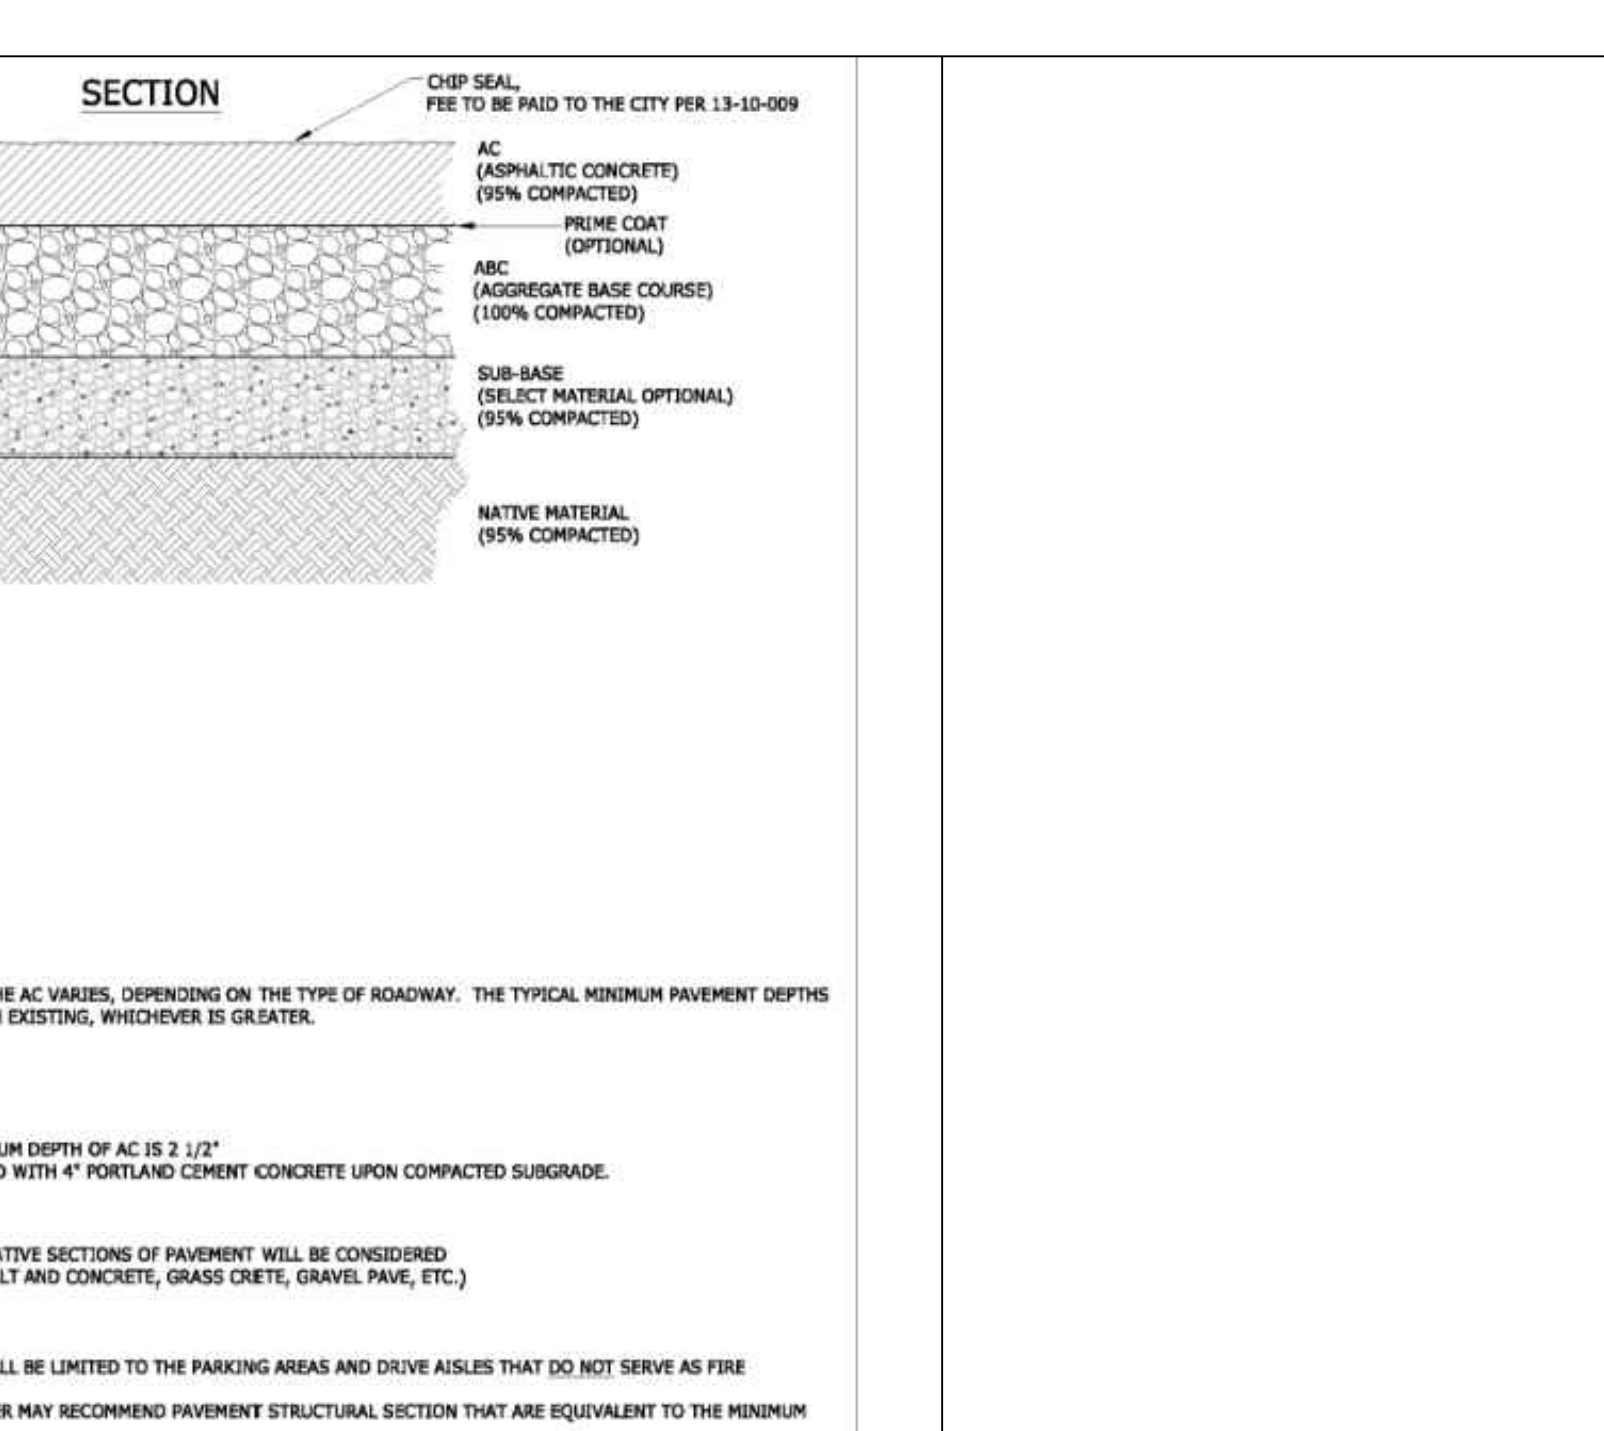 SECTION
CHIP SEAL,
FEE TO BE PAID TO THE CITY PER 13-10-009
AC
(ASPHALTIC CONCRETE)
(95% COMPACTED)
PRIME COAT
(OPTIONAL)
ABC
(AGGREGATE BASE COURSE)
(100% COMPACTED)
SUB-BASE
(SELECT MATERIAL OPTIONAL)
(95% COMPACTED)
NATIVE MATERIAL
(95% COMPACTED)
HE AC VARIES, DEPENDING ON THE TYPE OF ROADWAY. THE TYPICAL MINIMUM PAVEMENT DEPTHS
EXISTING, WHICHEVER IS GREATER.
UM DEPTH OF AC IS 2 1/2"
WITH 4" PORTLAND CEMENT CONCRETE UPON COMPACTED SUBGRADE.
ATIVE SECTIONS OF PAVEMENT WILL BE CONSIDERED
LT AND CONCRETE, GRASS CRETE, GRAVEL PAVE, ETC.)
LL BE LIMITED TO THE PARKING AREAS AND DRIVE AISLES THAT DO NOT SERVE AS FIRE
ER MAY RECOMMEND PAVEMENT STRUCTURAL SECTION THAT ARE EQUIVALENT TO THE MINIMUM